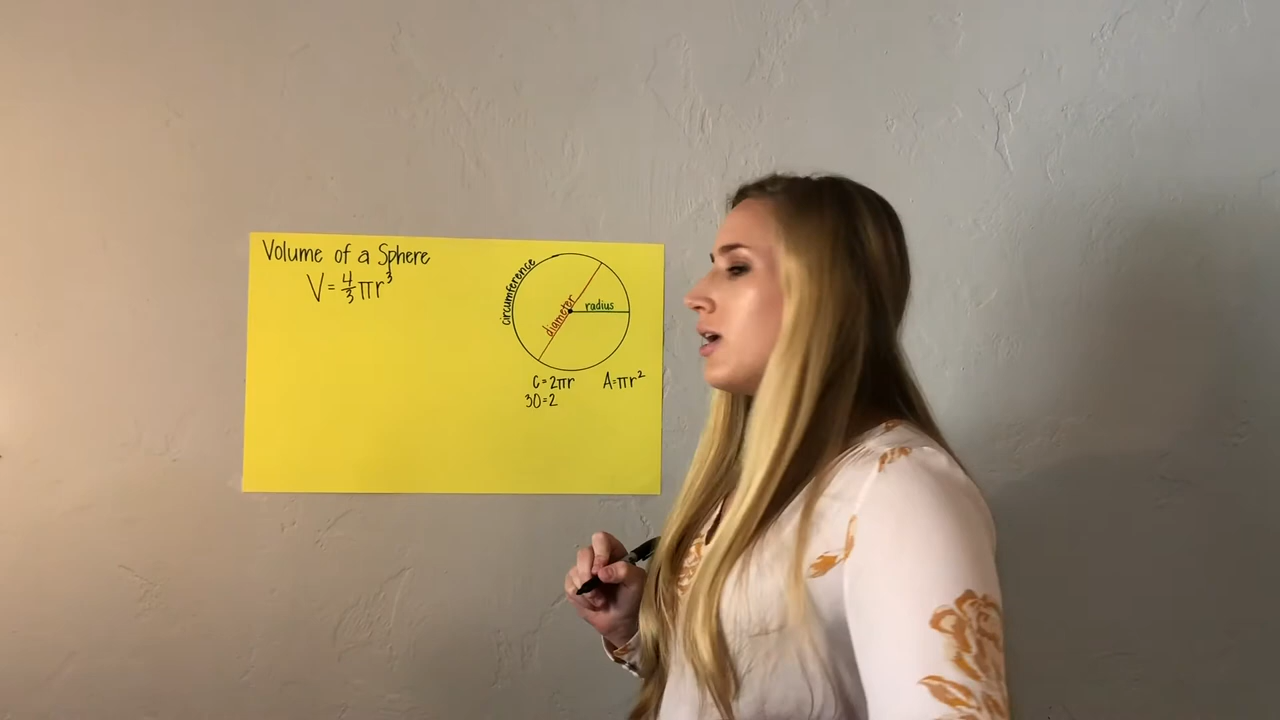 Volume of a Sphere
V = 4/3 πr³
circumference
diameter
radius
C = 2πr
A = πr²
30 = 2